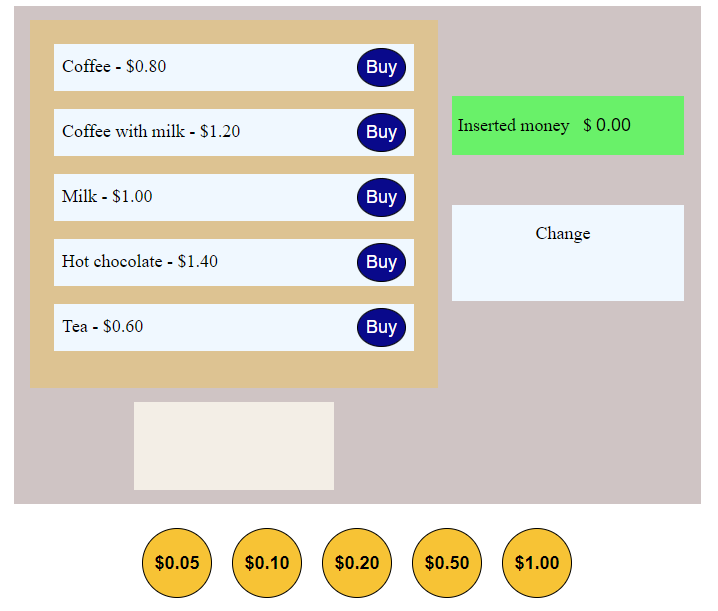 Coffee - $0.80 Buy
Coffee with milk - $1.20 Buy
Milk - $1.00 Buy
Hot chocolate - $1.40 Buy
Tea - $0.60 Buy
Inserted money $ 0.00
Change
$0.05 $0.10 $0.20 $0.50 $1.00